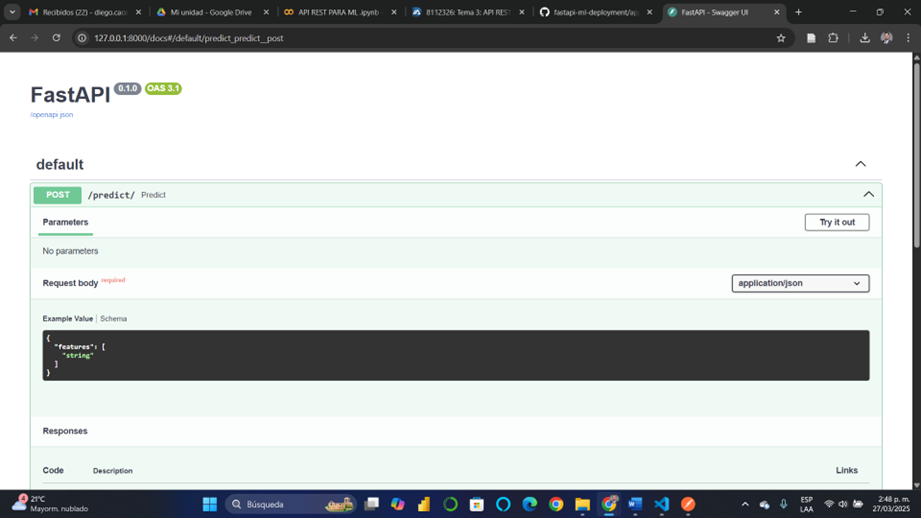 Recibidos (22) - diego.cao
Mi unidad - Google Drive
API REST PARA ML .ipynb
8112326: Tema 3: API REST
fastapi-ml-deployment/ap
FastAPI - Swagger UI
127.0.0.1:8000/docs#/default/predict_predict__post
FastAPI 0.1.0 OAS 3.1
/openapi.json
default
POST /predict/ Predict
Parameters
Try it out
No parameters
Request body required
application/json
Example Value | Schema
{
"features": [
"string"
]
}
Responses
Code Description Links
4
21°C
Mayorm. nublado
Búsqueda
ESP
LAA
2:48 p. m.
27/03/2025